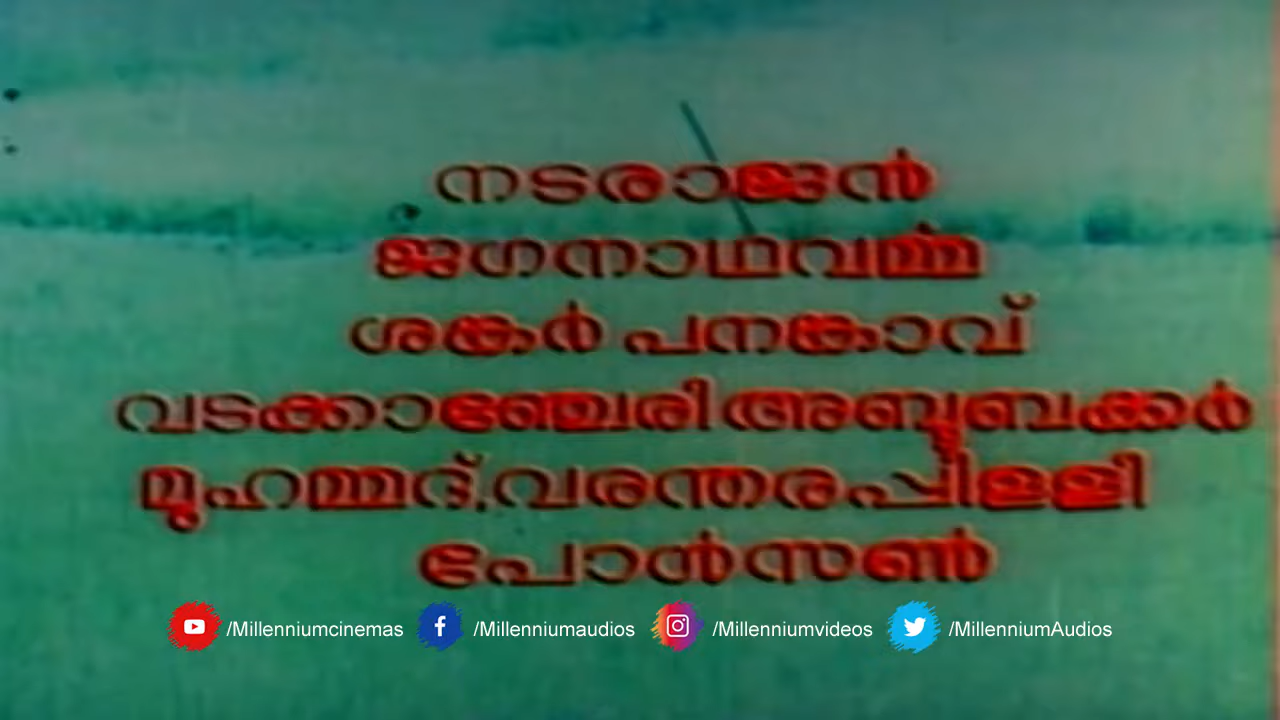 നടരാജൻ
ജഗനാഥവർമ്മ
ശങ്കർ പനങ്കാവ്
വടക്കാഞ്ചേരി അബൂബക്കർ
മുഹമ്മദ്.വരന്തരപ്പിള്ളി
പോൻസൺ
/Millenniumcinemas /Millenniumaudios /Millenniumvideos /MillenniumAudios